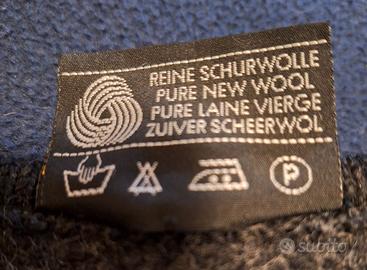 REINE SCHURWOLLE
PURE NEW WOOL
PURE LAINE VIERGE
ZUIVER SCHEERWOL
P
subito